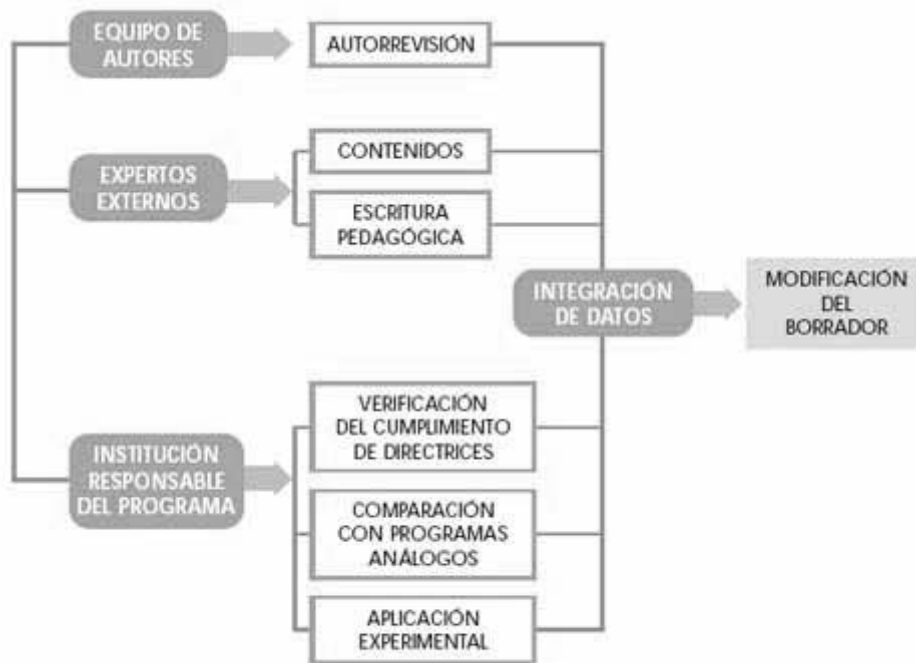 EQUIPO DE
AUTORES
AUTORREVISIÓN
EXPERTOS
EXTERNOS
CONTENIDOS
ESCRITURA
PEDAGÓGICA
INTEGRACIÓN
DE DATOS
MODIFICACIÓN
DEL
BORRADOR
INSTITUCIÓN
RESPONSABLE
DEL PROGRAMA
VERIFICACIÓN
DEL CUMPLIMIENTO
DE DIRECTRICES
COMPARACIÓN
CON PROGRAMAS
ANÁLOGOS
APLICACIÓN
EXPERIMENTAL